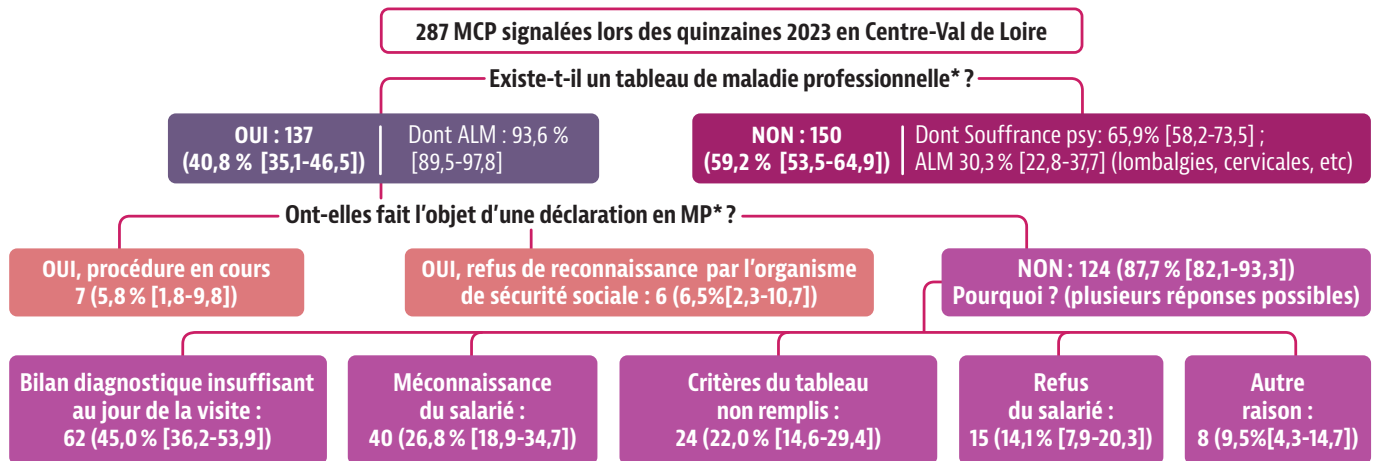 287 MCP signalées lors des quinzaines 2023 en Centre-Val de Loire
Existe-t-il un tableau de maladie professionnelle* ?
OUI : 137
(40,8 % [35,1-46,5])
Dont ALM : 93,6 %
[89,5-97,8]
NON : 150
(59,2 % [53,5-64,9])
Dont Souffrance psy: 65,9% [58,2-73,5] ;
ALM 30,3 % [22,8-37,7] (lombalgies, cervicales, etc)
Ont-elles fait l'objet d'une déclaration en MP* ?
OUI, procédure en cours
7 (5,8 % [1,8-9,8])
OUI, refus de reconnaissance par l'organisme
de sécurité sociale : 6 (6,5%[2,3-10,7])
NON : 124 (87,7 % [82,1-93,3])
Pourquoi ? (plusieurs réponses possibles)
Bilan diagnostique insuffisant
au jour de la visite :
62 (45,0 % [36,2-53,9])
Méconnaissance
du salarié :
40 (26,8 % [18,9-34,7])
Critères du tableau
non remplis :
24 (22,0 % [14,6-29,4])
Refus
du salarié :
15 (14,1 % [7,9-20,3])
Autre
raison :
8 (9,5%[4,3-14,7])